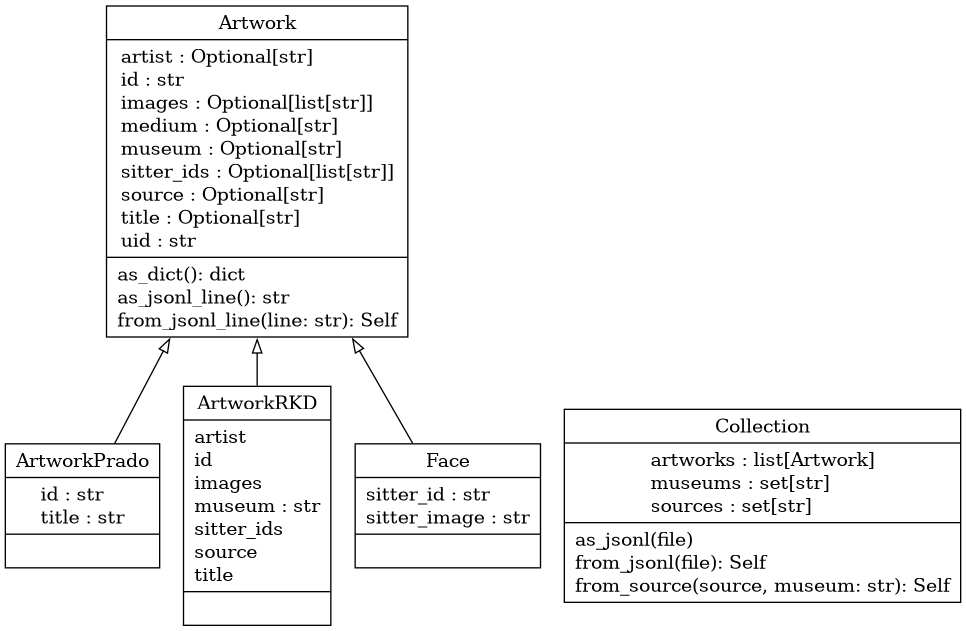 Artwork
artist : Optional[str]
id : str
images : Optional[list[str]]
medium : Optional[str]
museum : Optional[str]
sitter_ids : Optional[list[str]]
source : Optional[str]
title : Optional[str]
uid : str
as_dict(): dict
as_jsonl_line(): str
from_jsonl_line(line: str): Self
ArtworkPrado
id : str
title : str
ArtworkRKD
artist
id
images
museum : str
sitter_ids
source
title
Face
sitter_id : str
sitter_image : str
Collection
artworks : list[Artwork]
museums : set[str]
sources : set[str]
as_jsonl(file)
from_jsonl(file): Self
from_source(source, museum: str): Self